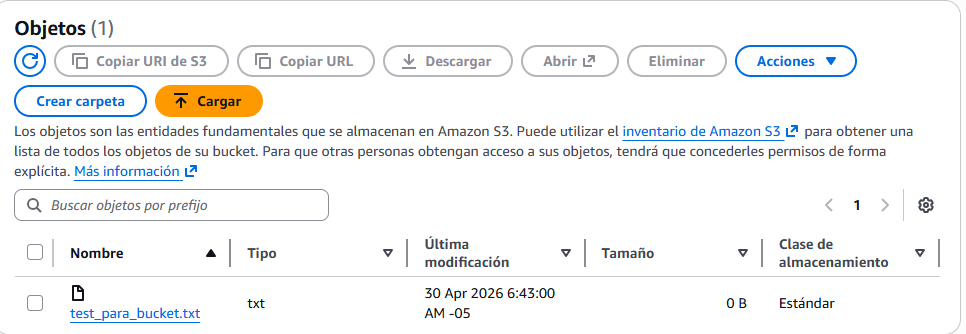 Objetos (1)
Copiar URI de S3
Copiar URL
Descargar
Abrir
Eliminar
Acciones
Crear carpeta
Cargar
Los objetos son las entidades fundamentales que se almacenan en Amazon S3. Puede utilizar el inventario de Amazon S3 para obtener una
lista de todos los objetos de su bucket. Para que otras personas obtengan acceso a sus objetos, tendrá que concederles permisos de forma
explícita. Más información
Buscar objetos por prefijo
1
Nombre
Tipo
Última
modificación
Tamaño
Clase de
almacenamiento
test_para_bucket.txt
txt
30 Apr 2026 6:43:00
AM -05
0 B
Estándar